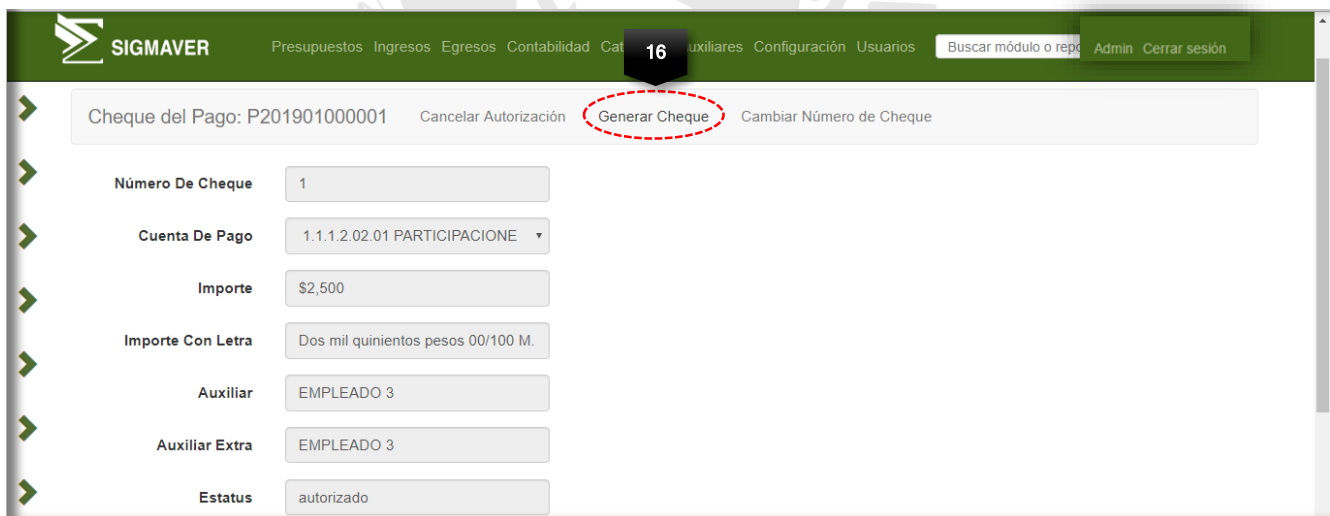 SIGMAVER Presupuestos Ingresos Egresos Contabilidad Configuración Usuarios Buscar módulo o Admin Cerrar sesión
16
Cheque del Pago: P201901000001 Cancelar Autorización Generar Cheque Cambiar Número de Cheque
Número De Cheque 1
Cuenta De Pago 1.1.1.2.02.01 PARTICIPACIONE
Importe $2,500
Importe Con Letra Dos mil quinientos pesos 00/100 M.
Auxiliar EMPLEADO 3
Auxiliar Extra EMPLEADO 3
Estatus autorizado